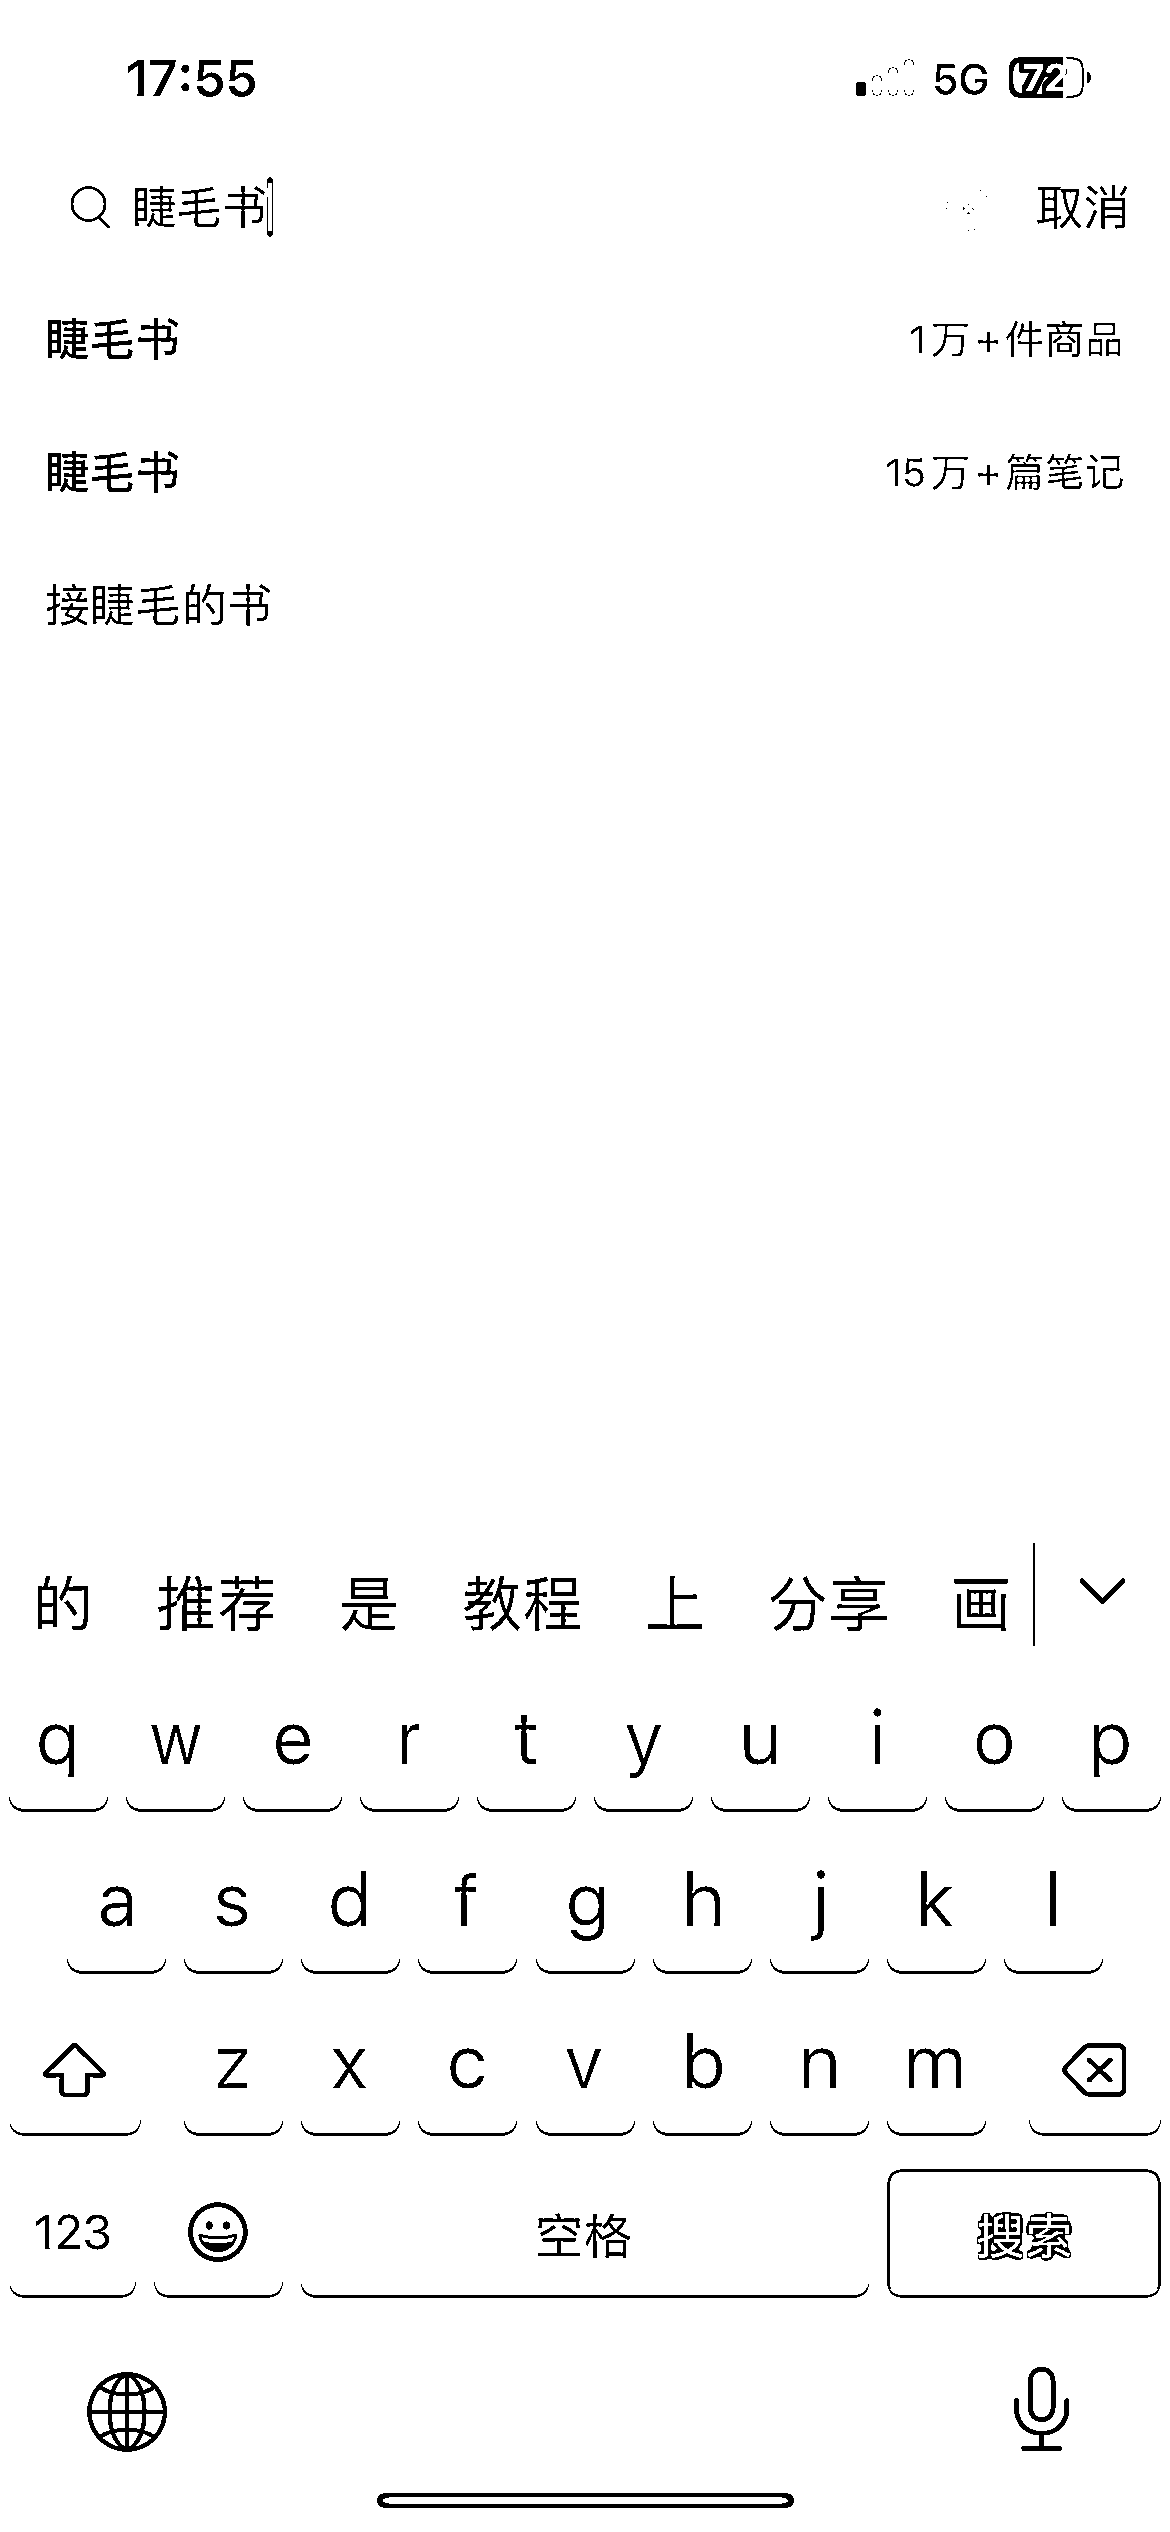 17:55 5G 72
睫毛书 取消
睫毛书 1万+件商品
睫毛书 15万+篇笔记
接睫毛的书
的 推荐 是 教程 上 分享 画
q w e r t y u i o p
a s d f g h j k l
z x c v b n m
123 空格 搜索